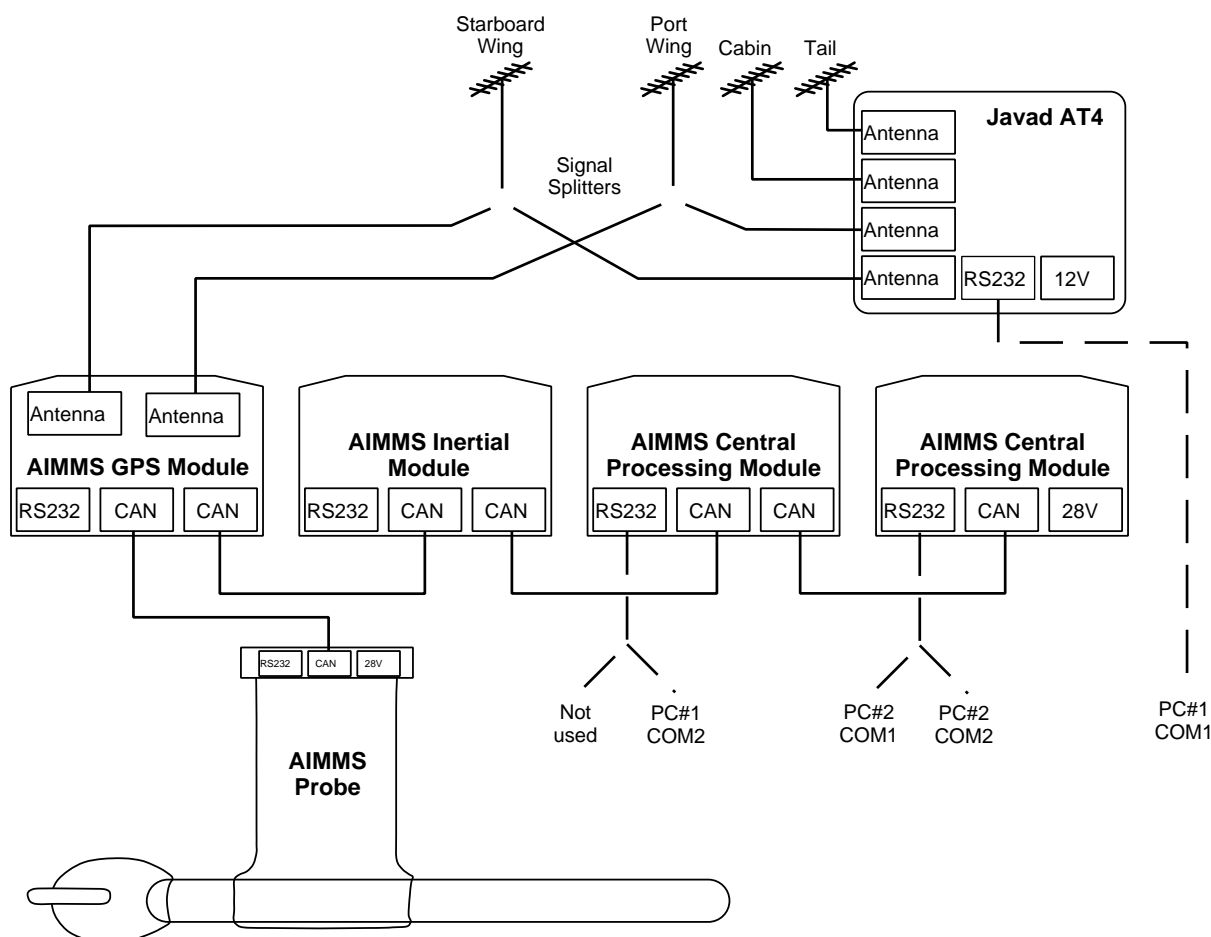 Starboard
Wing
Port
Wing
Cabin
Tail
Javad AT4
Antenna
Antenna
Antenna
Antenna
RS232
12V
Signal
Splitters
Antenna
Antenna
AIMMS GPS Module
RS232
CAN
CAN
AIMMS Inertial
Module
RS232
CAN
CAN
AIMMS Central
Processing Module
RS232
CAN
CAN
AIMMS Central
Processing Module
RS232
CAN
28V
RS232
CAN
28V
Not
used
PC#1
COM2
PC#2
COM1
PC#2
COM2
PC#1
COM1
AIMMS
Probe